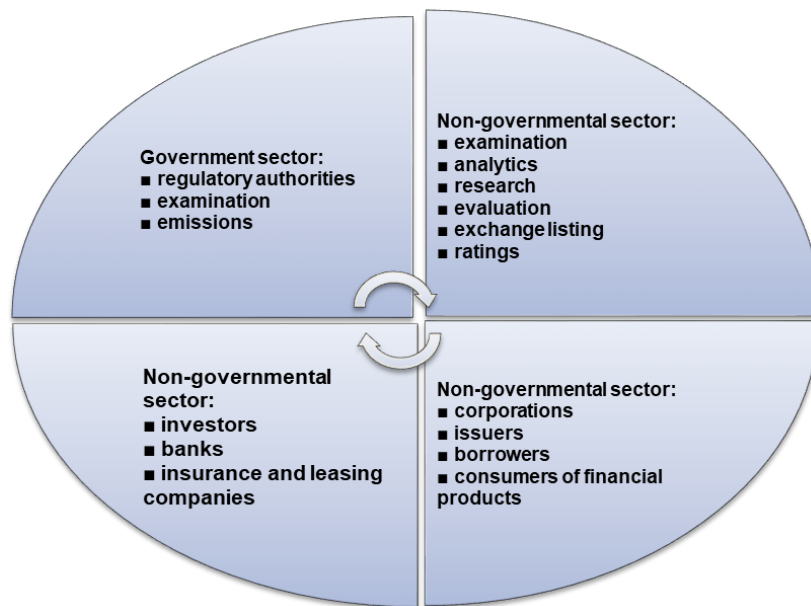 Government sector:
■ regulatory authorities
■ examination
■ emissions
Non-governmental sector:
■ examination
■ analytics
■ research
■ evaluation
■ exchange listing
■ ratings
Non-governmental
sector:
■ investors
■ banks
■ insurance and leasing
companies
Non-governmental sector:
■ corporations
■ issuers
■ borrowers
■ consumers of financial
products